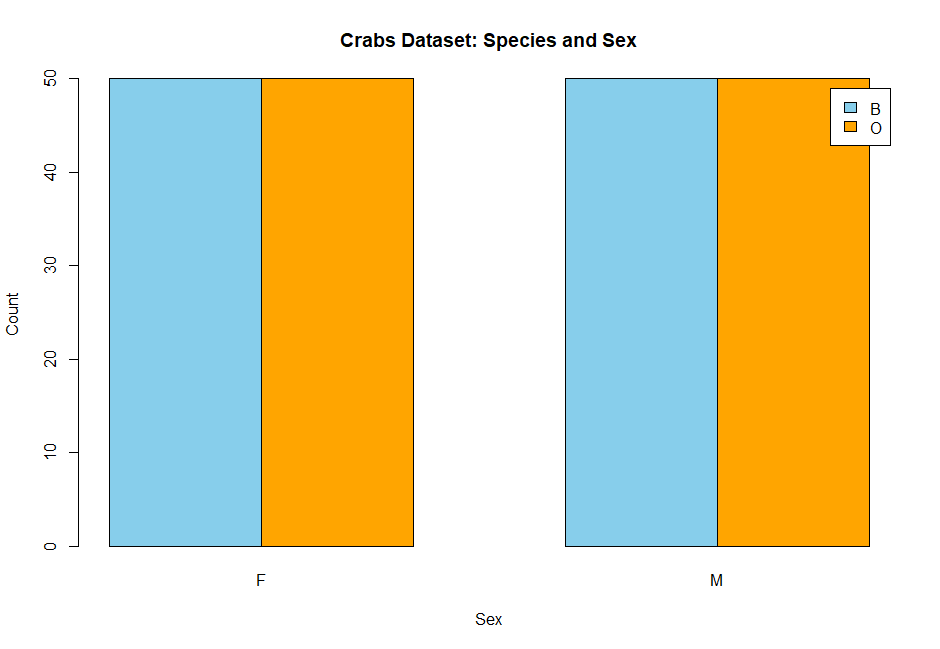 Crabs Dataset: Species and Sex
B
O
50
40
30
20
10
0
Count
F
M
Sex